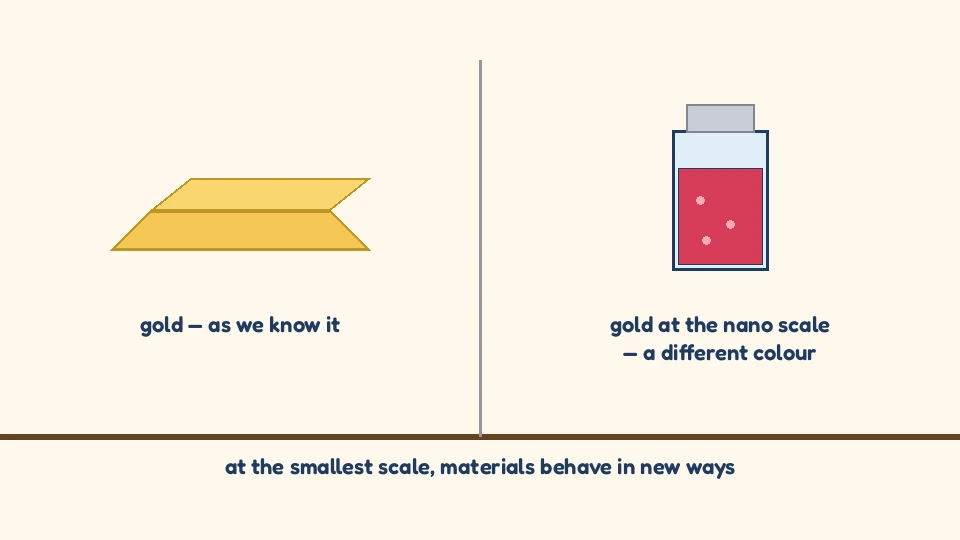 gold — as we know it
gold at the nano scale
— a different colour
at the smallest scale, materials behave in new ways